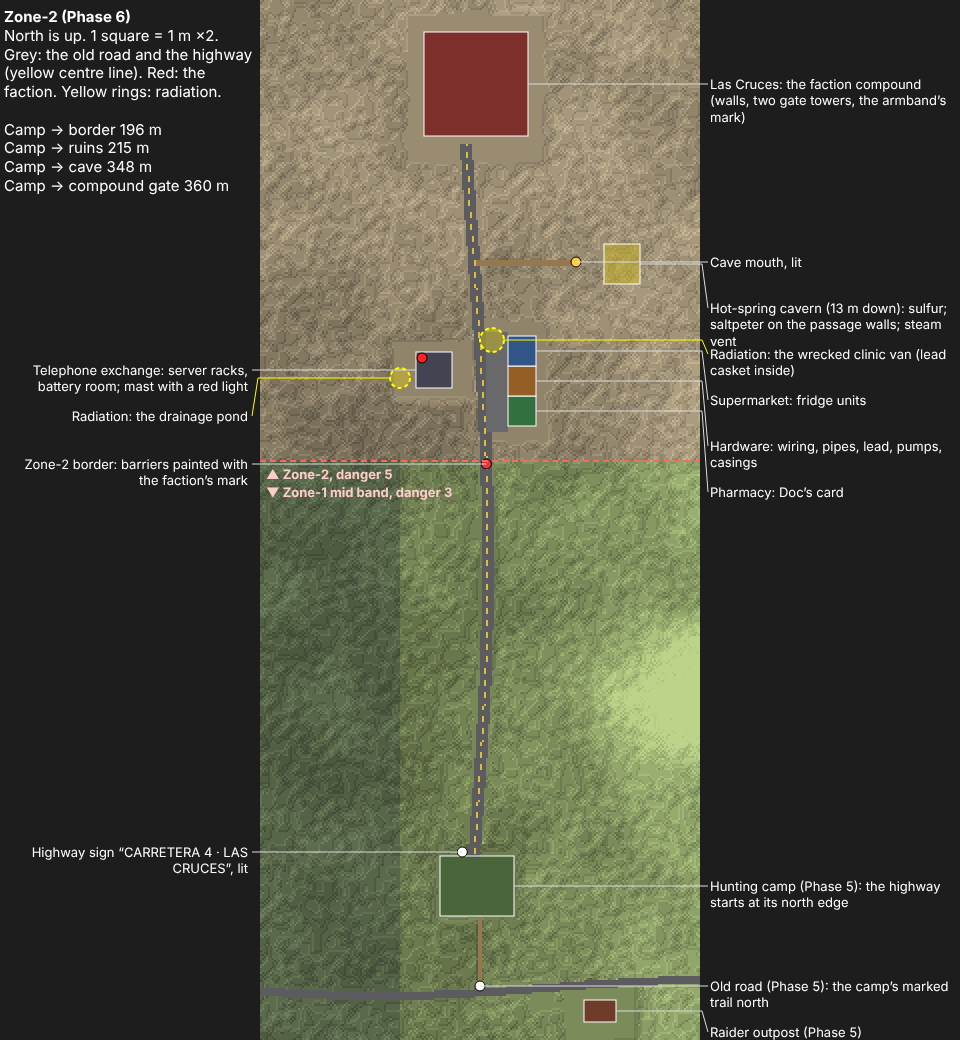 Zone-2 (Phase 6)
North is up. 1 square = 1 m ×2.
Grey: the old road and the highway
(yellow centre line). Red: the
faction. Yellow rings: radiation.
Camp → border 196 m
Camp → ruins 215 m
Camp → cave 348 m
Camp → compound gate 360 m
Las Cruces: the faction compound
(walls, two gate towers, the armband’s
mark)
Cave mouth, lit
Hot-spring cavern (13 m down): sulfur;
saltpeter on the passage walls; steam
vent
Radiation: the wrecked clinic van (lead
casket inside)
Telephone exchange: server racks,
battery room; mast with a red light
Radiation: the drainage pond
Supermarket: fridge units
Hardware: wiring, pipes, lead, pumps,
casings
Pharmacy: Doc’s card
Zone-2 border: barriers painted with
the faction’s mark
▲ Zone-2, danger 5
▼ Zone-1 mid band, danger 3
Highway sign “CARRETERA 4 · LAS
CRUCES”, lit
Hunting camp (Phase 5): the highway
starts at its north edge
Old road (Phase 5): the camp’s marked
trail north
Raider outpost (Phase 5)